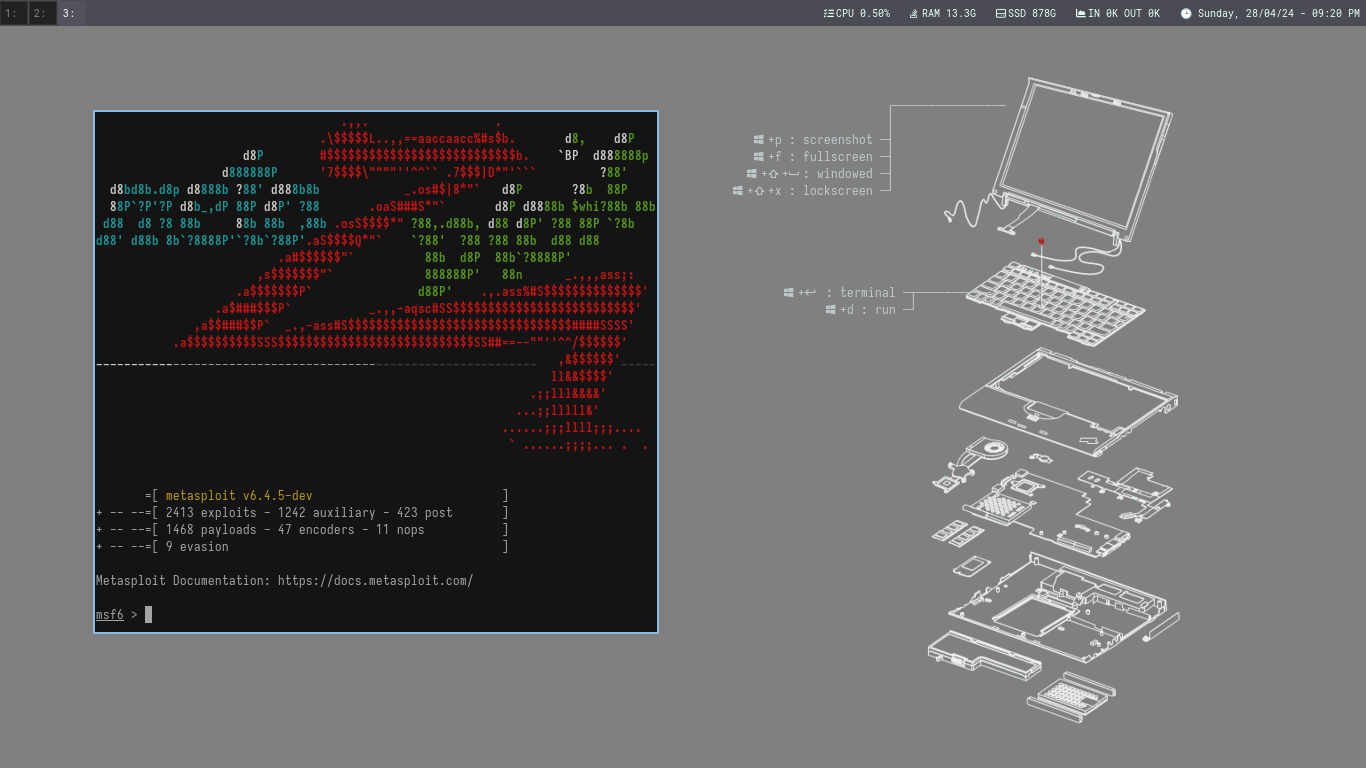 1: 2: 3: CPU 0.50% RAM 13.3G SSD 878G IN 0K OUT 0K Sunday, 28/04/24 - 09:20 PM
+p : screenshot
+f : fullscreen
+ + : windowed
+ +x : lockscreen
+ : terminal
+d : run
=[ metasploit v6.4.5-dev ]
+ -- --=[ 2413 exploits - 1242 auxiliary - 423 post ]
+ -- --=[ 1468 payloads - 47 encoders - 11 nops ]
+ -- --=[ 9 evasion ]
Metasploit Documentation: https://docs.metasploit.com/
msf6 >